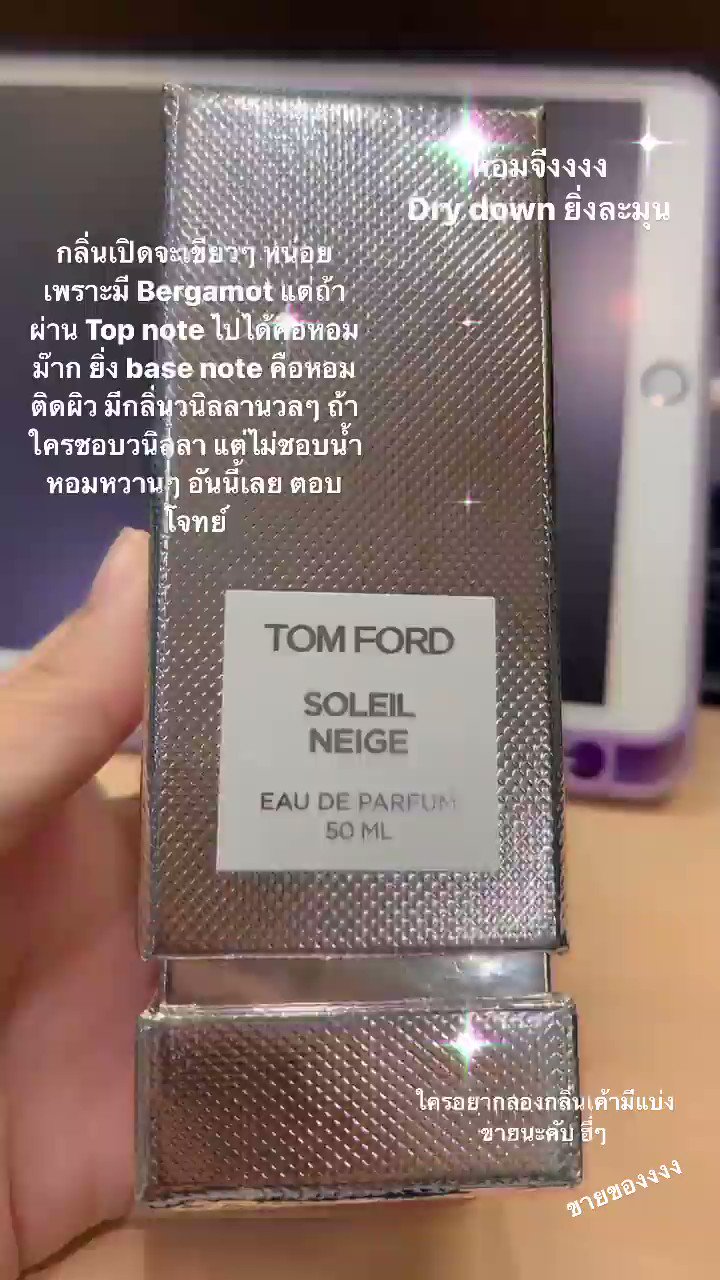 หอมจีงงงง
Dry down ยิ่งละมุน
กลิ่นเปิดจะเขียวๆ หน่อย
เพราะมี Bergamot แต่ถ้า
ผ่าน Top note ไปได้คือหอม
ม๊าก ยิ่ง base note คือหอม
ติดผิว มีกลิ่นวนิลลานวลๆ ถ้า
ใครชอบวนิลลา แต่ไม่ชอบน้ำ
หอมหวานๆ อันนี้เลย ตอบ
โจทย์
TOM FORD
SOLEIL
NEIGE
EAU DE PARFUM
50 ML
ใครอยากลองกลิ่นเค้ามีแบ่ง
ขายนะคับ ฮี่ๆ
ขายของงงง